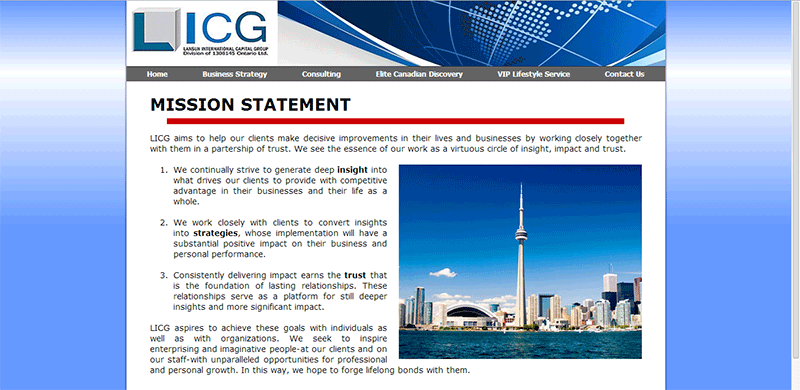 LICG
LANSUN INTERNATIONAL CAPITAL GROUP
Division of 1306145 Ontario Ltd.
Home Business Strategy Consulting Elite Canadian Discovery VIP Lifestyle Service Contact Us
MISSION STATEMENT
LICG aims to help our clients make decisive improvements in their lives and businesses by working closely together
with them in a partership of trust. We see the essence of our work as a virtuous circle of insight, impact and trust.
1. We continually strive to generate deep insight into
what drives our clients to provide with competitive
advantage in their businesses and their life as a
whole.
2. We work closely with clients to convert insights
into strategies, whose implementation will have a
substantial positive impact on their business and
personal performance.
3. Consistently delivering impact earns the trust that
is the foundation of lasting relationships. These
relationships serve as a platform for still deeper
insights and more significant impact.
LICG aspires to achieve these goals with individuals as
well as with organizations. We seek to inspire
enterprising and imaginative people-at our clients and on
our staff-with unparalleled opportunities for professional
and personal growth. In this way, we hope to forge lifelong bonds with them.